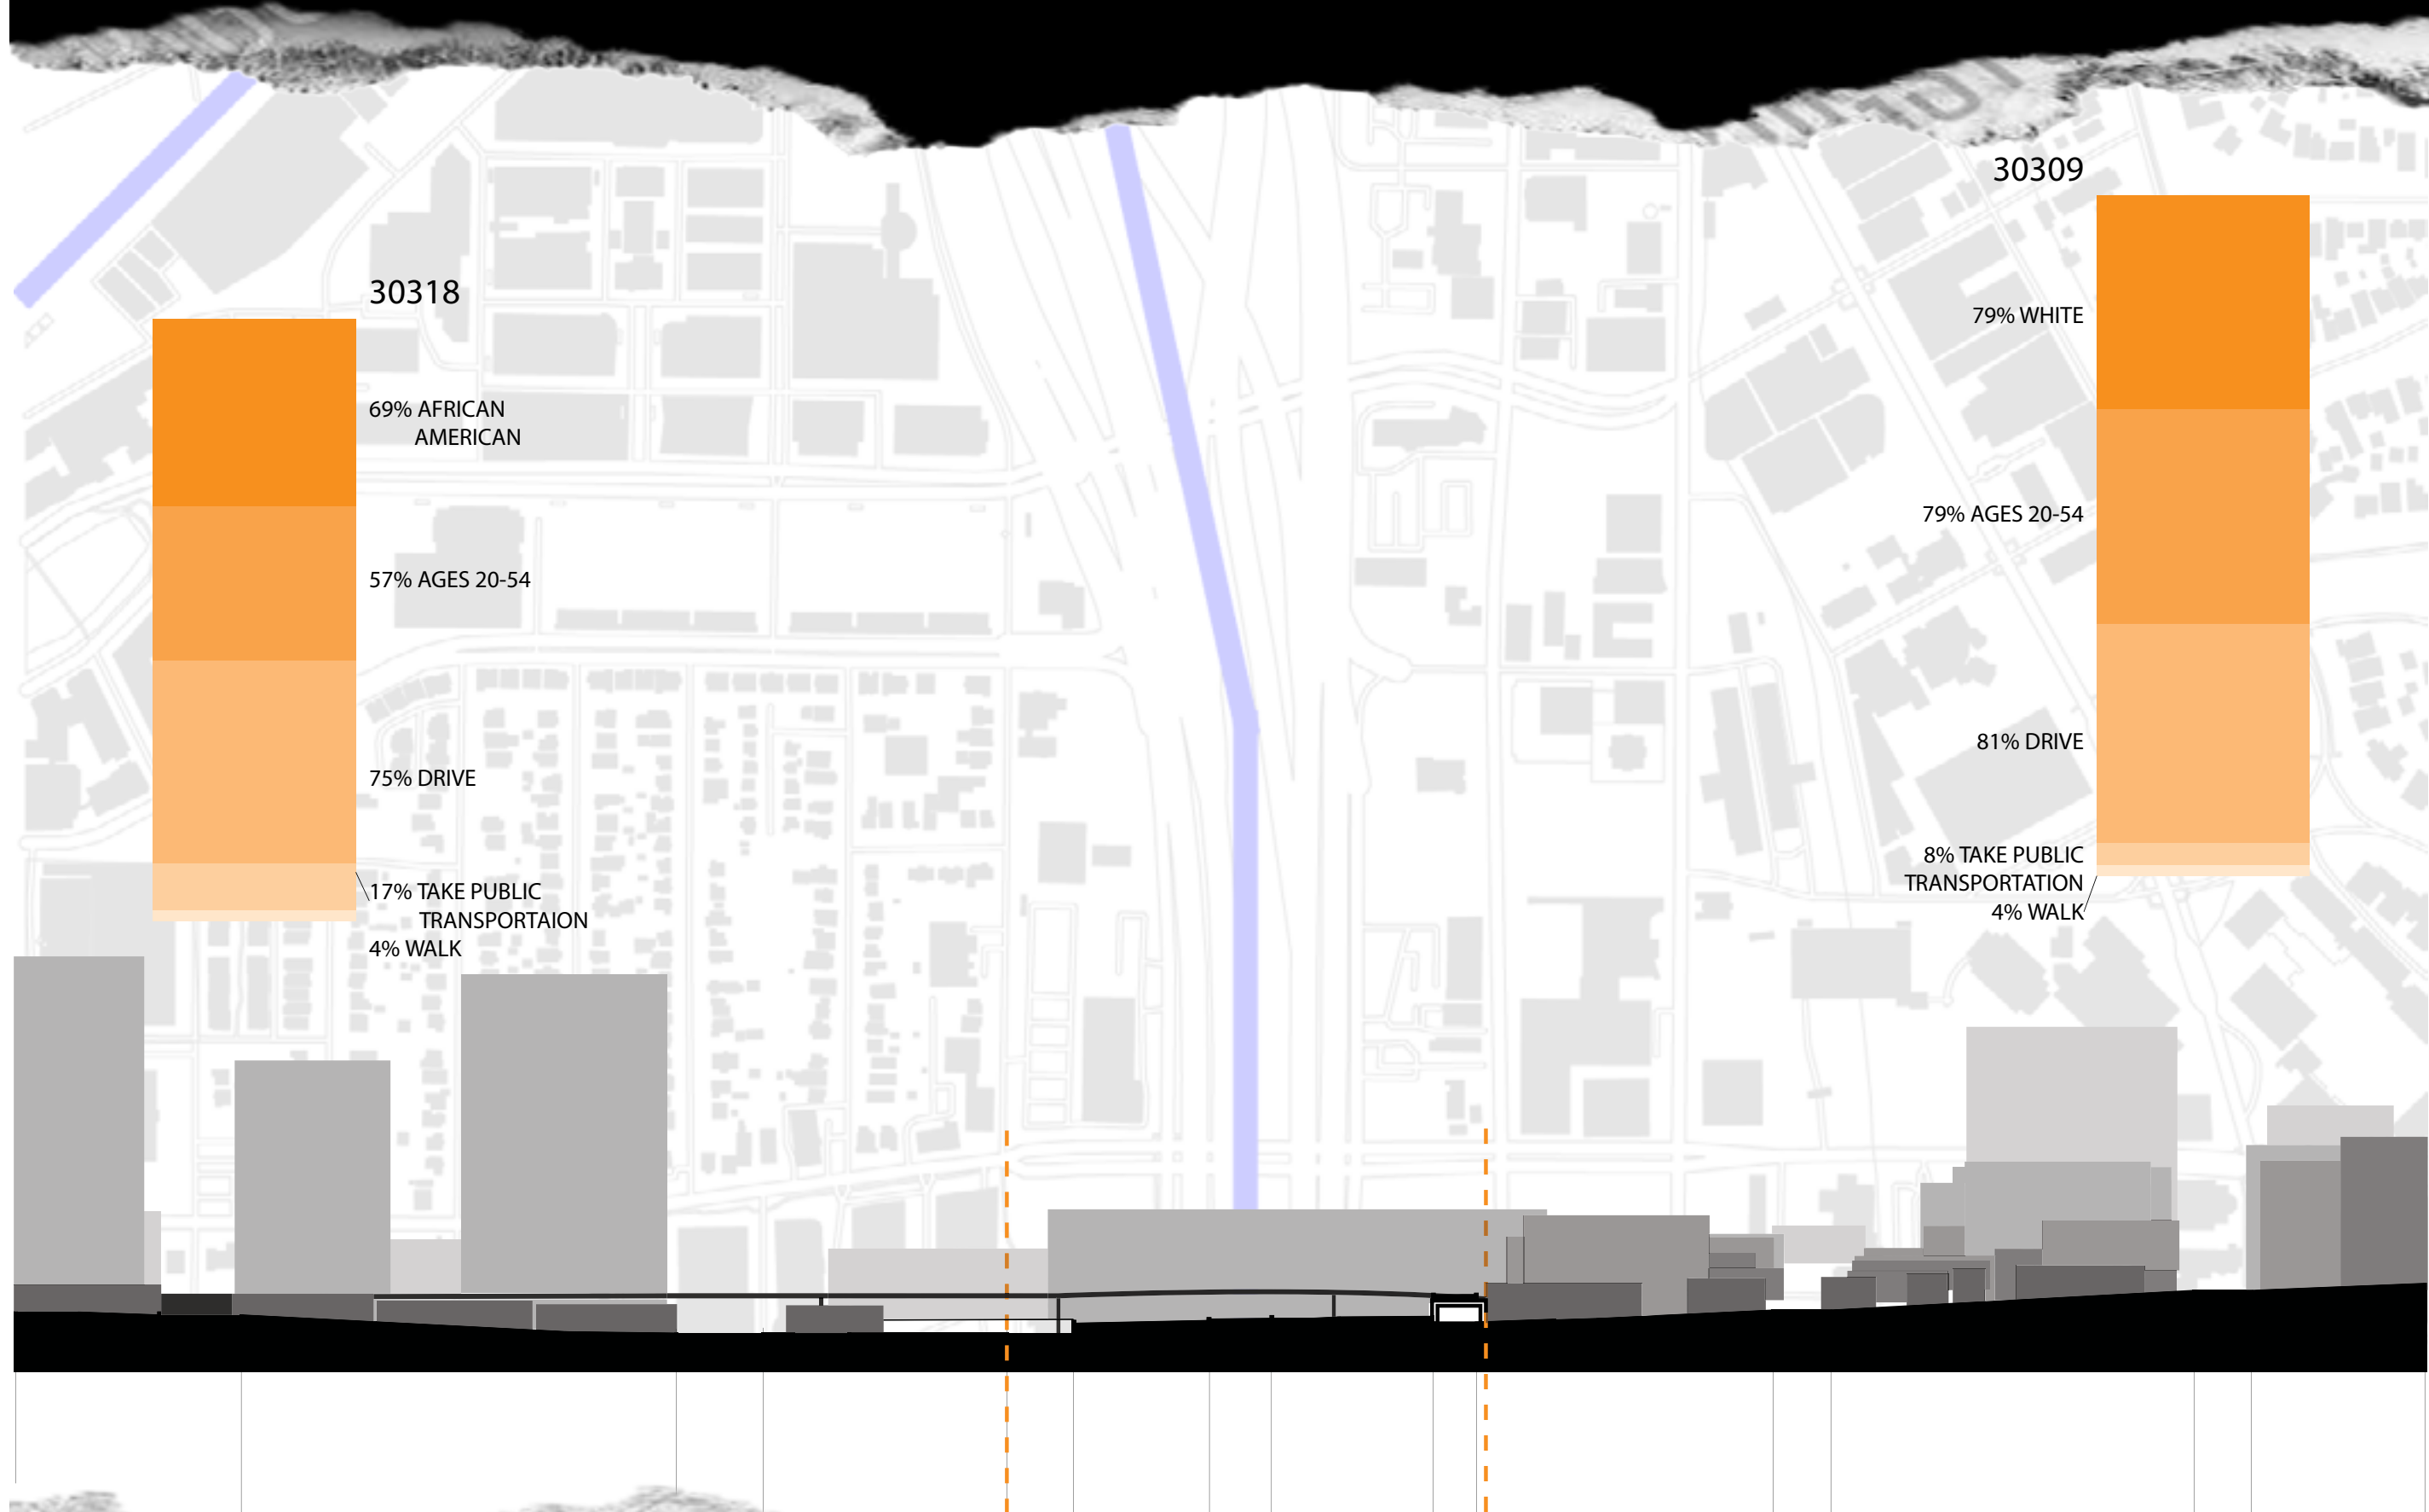 30318
69% AFRICAN
AMERICAN
57% AGES 20-54
75% DRIVE
17% TAKE PUBLIC
TRANSPORTAION
4% WALK
30309
79% WHITE
79% AGES 20-54
81% DRIVE
8% TAKE PUBLIC
TRANSPORTATION
4% WALK